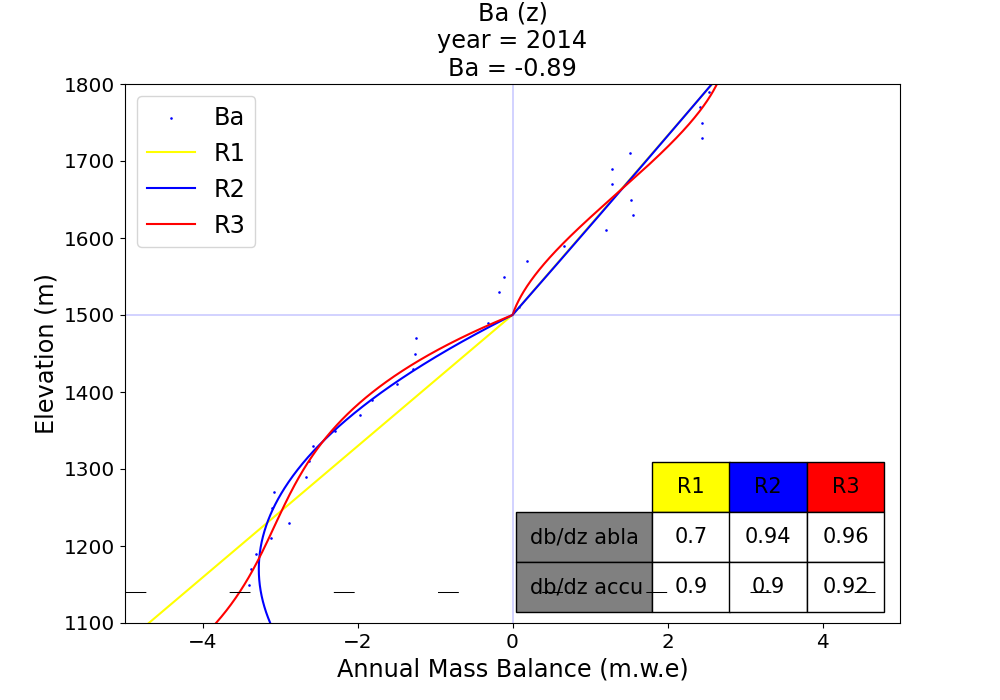 Ba (z)
year = 2014
Ba = -0.89
1800
1700
1600
1500
1400
1300
1200
1100
Elevation (m)
Ba
R1
R2
R3
R1 R2 R3
db/dz abla 0.7 0.94 0.96
db/dz accu 0.9 0.9 0.92
−4 −2 0 2 4
Annual Mass Balance (m.w.e)